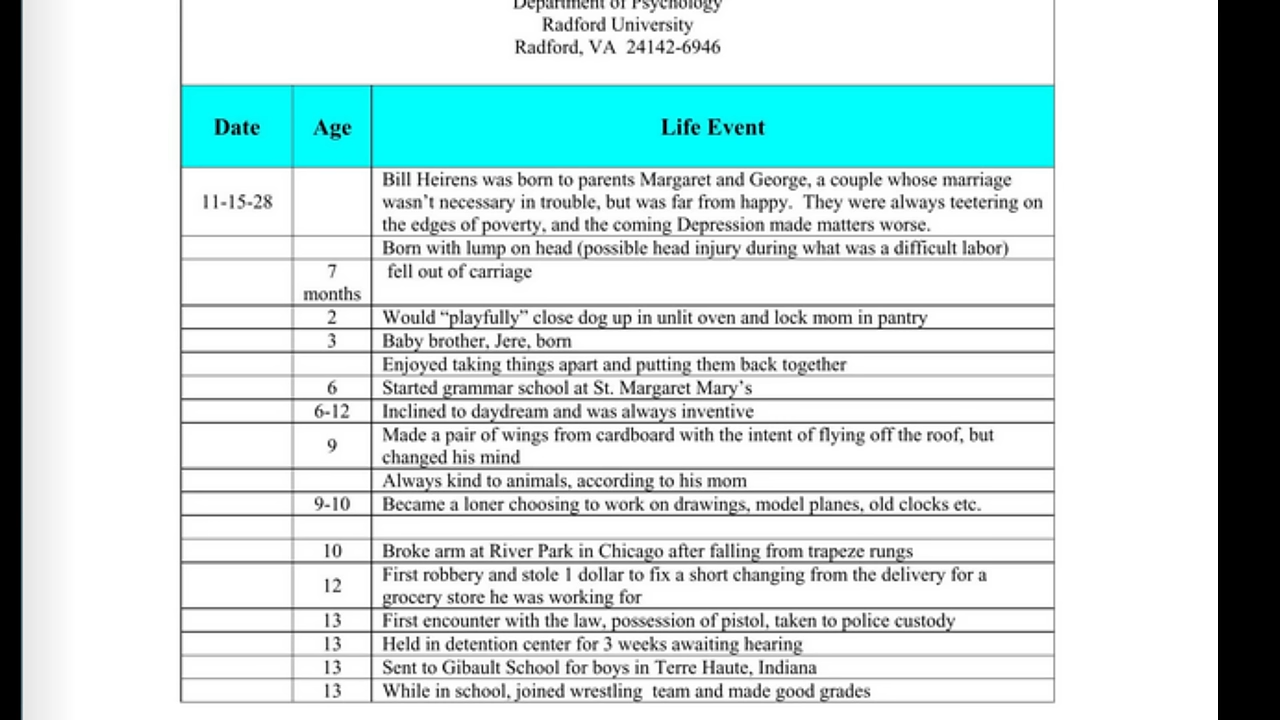 Department of Psychology
Radford University
Radford, VA  24142-6946
Date Age Life Event
11-15-28 Bill Heirens was born to parents Margaret and George, a couple whose marriage
wasn't necessary in trouble, but was far from happy.  They were always teetering on
the edges of poverty, and the coming Depression made matters worse.
Born with lump on head (possible head injury during what was a difficult labor)
7 fell out of carriage
months
2 Would “playfully” close dog up in unlit oven and lock mom in pantry
3 Baby brother, Jere, born
Enjoyed taking things apart and putting them back together
6 Started grammar school at St. Margaret Mary’s
6-12 Inclined to daydream and was always inventive
9 Made a pair of wings from cardboard with the intent of flying off the roof, but
changed his mind
Always kind to animals, according to his mom
9-10 Became a loner choosing to work on drawings, model planes, old clocks etc.
10 Broke arm at River Park in Chicago after falling from trapeze rungs
12 First robbery and stole 1 dollar to fix a short changing from the delivery for a
grocery store he was working for
13 First encounter with the law, possession of pistol, taken to police custody
13 Held in detention center for 3 weeks awaiting hearing
13 Sent to Gibault School for boys in Terre Haute, Indiana
13 While in school, joined wrestling  team and made good grades